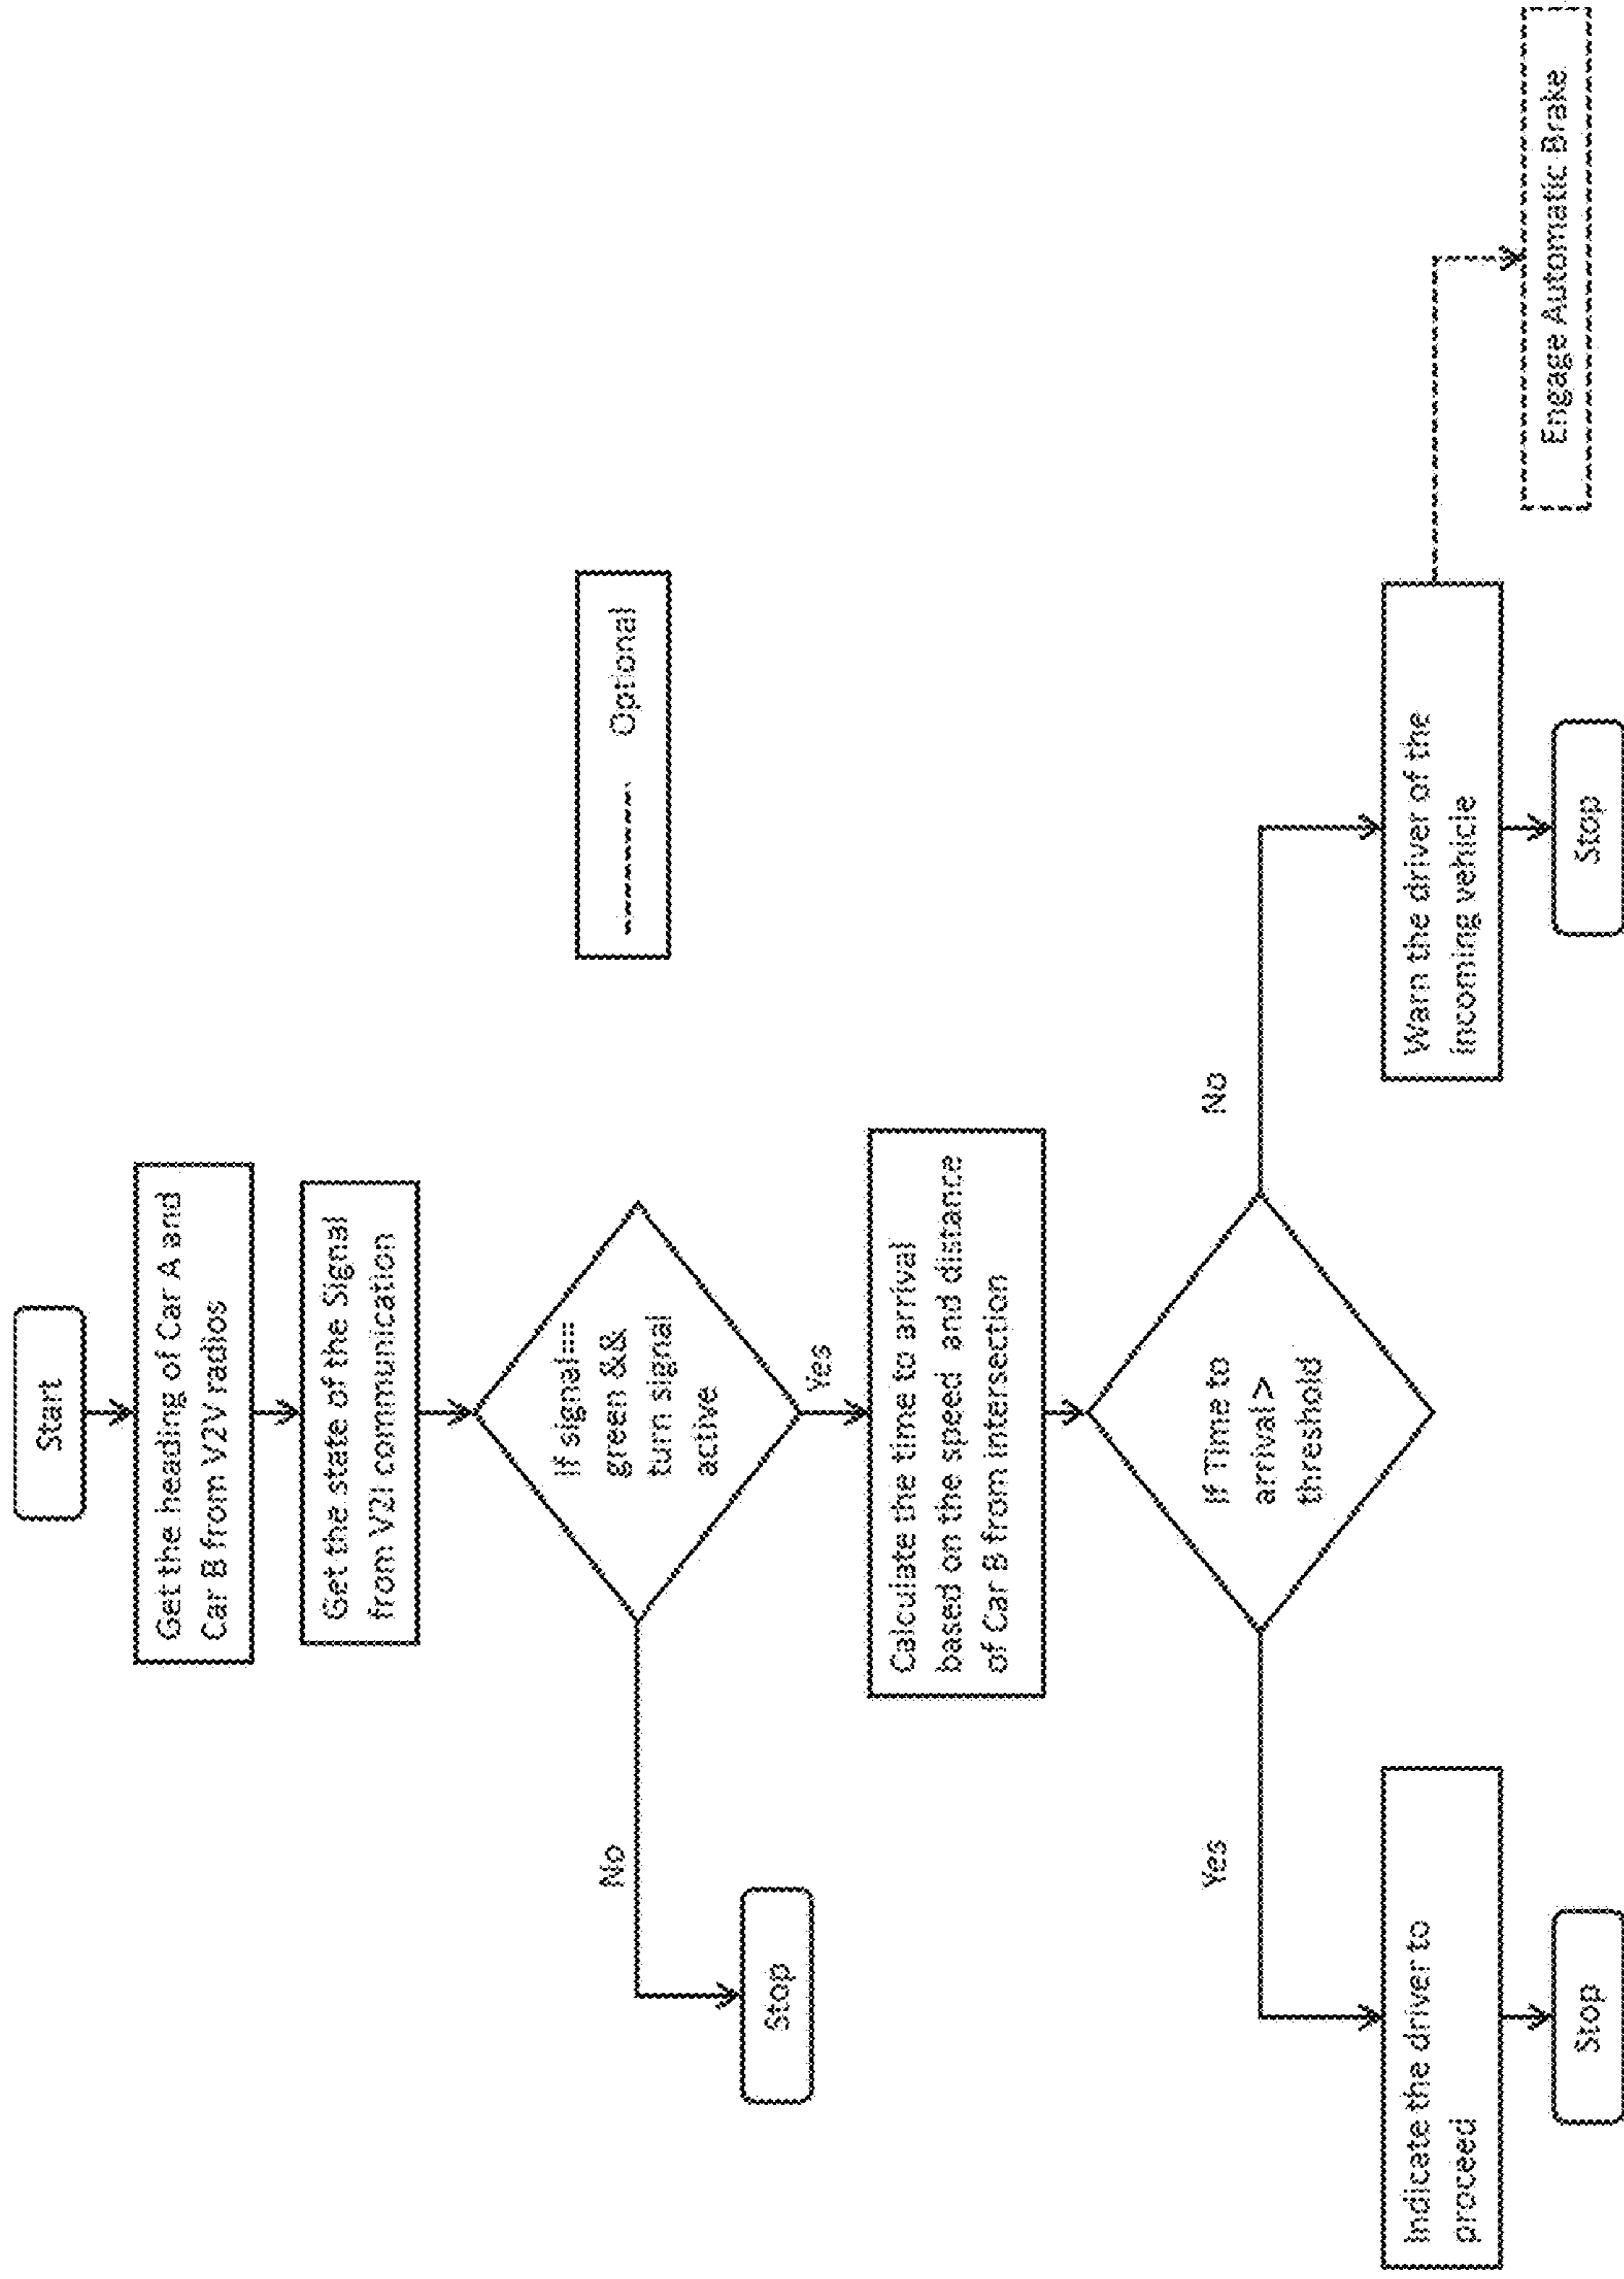 Start
Get the heading of Car A and
Car B from V2V radios
Get the state of the Signal
from V2I communication
If signal==
green &&
turn signal
active
No
Yes
Stop
Optional
Calculate the time to arrival
based on the speed and distance
of Car B from intersection
If Time to
arrival >
threshold
Yes
No
Indicate the driver to
proceed
Warn the driver of the
incoming vehicle
Stop
Stop
Engage Automatic Brake